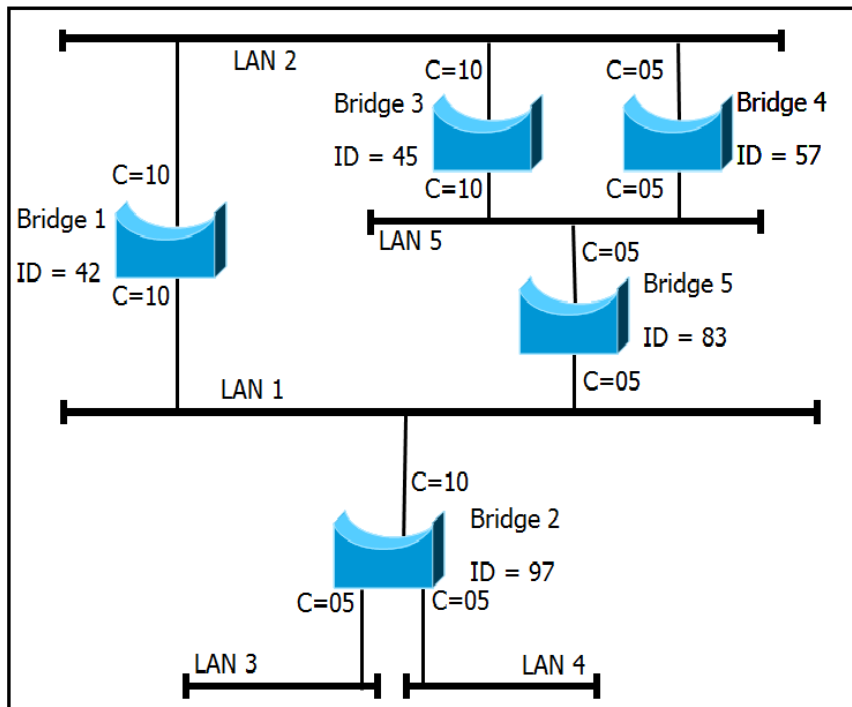 LAN 2
C=10
C=05
Bridge 3
Bridge 4
ID = 45
ID = 57
C=10
C=10
C=05
Bridge 1
LAN 5
C=05
ID = 42
Bridge 5
C=10
ID = 83
LAN 1
C=05
C=10
Bridge 2
ID = 97
C=05
C=05
LAN 3
LAN 4